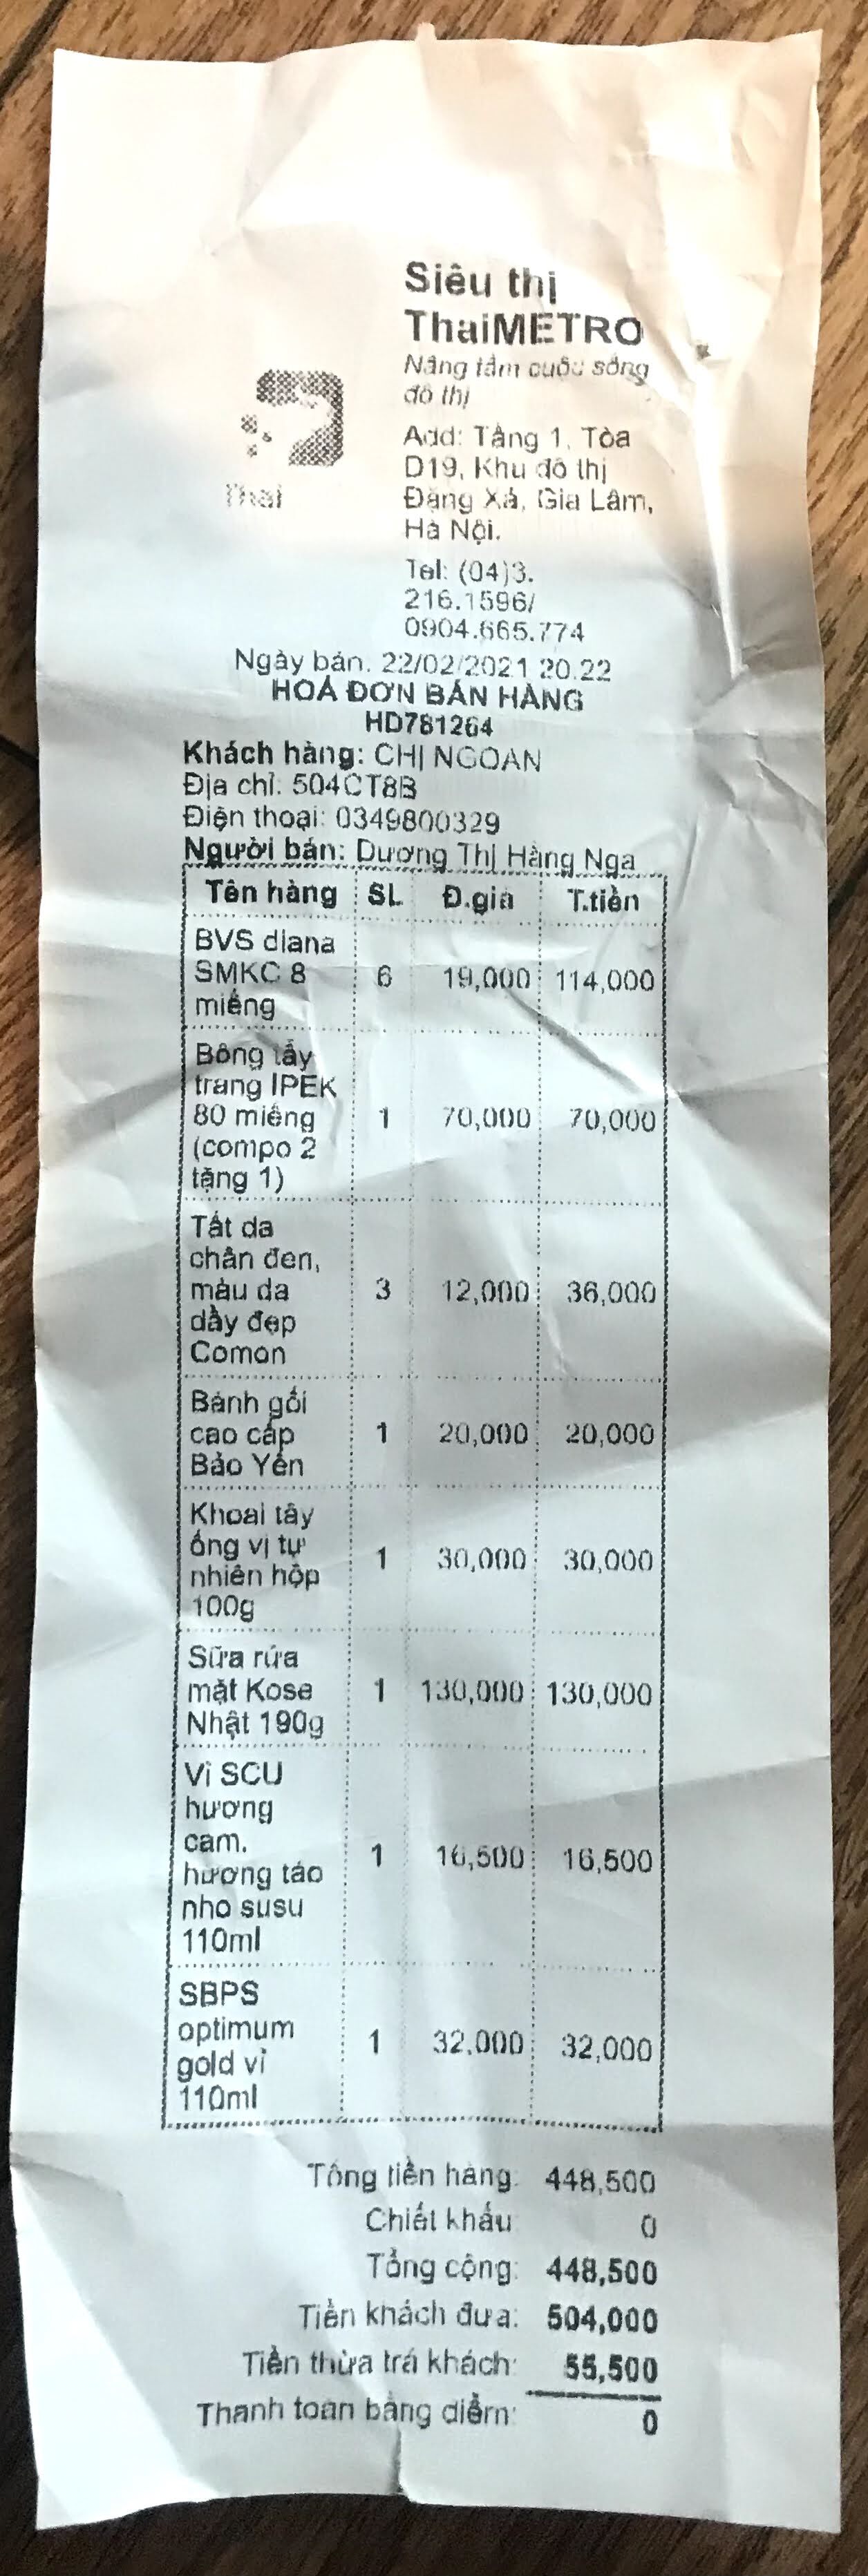 Siêu thị
ThaiMETRO
Nâng tầm cuộc sống
đô thị
Thai
Add: Tầng 1, Tòa
D19, Khu đô thị
Đặng Xá, Gia Lâm,
Hà Nội.
Tel: (04)3.
216.1596/
0904.665.774
Ngày bán. 22/02/2021 20:22
HOÁ ĐƠN BÁN HÀNG
HD781264
Khách hàng: CHỊ NGOAN
Địa chỉ: 504CT8B
Điện thoại: 0349800329
Người bán: Dương Thị Hằng Nga
Tên hàng SL Đ.giá T.tiền
BVS diana
SMKC 8 6 19,000 114,000
miếng
Bông tẩy
trang IPEK
80 miếng 1 70,000 70,000
(compo 2
tặng 1)
Tất da
chân đen,
màu da 3 12,000 36,000
dầy đẹp
Comon
Bánh gối
cao cấp 1 20,000 20,000
Bảo Yến
Khoai tây
ống vị tự 1 30,000 30,000
nhiên hộp
100g
Sữa rửa
mặt Kose 1 130,000 130,000
Nhật 190g
Vỉ SCU
hương
cam. 1 16,500 16,500
hương táo
nho susu
110ml
SBPS
optimum 1 32,000 32,000
gold vỉ
110ml
Tổng tiền hàng: 448,500
Chiết khấu 0
Tổng cộng: 448,500
Tiền khách đưa: 504,000
Tiền thừa trả khách: 55,500
Thanh toán bằng điểm: 0